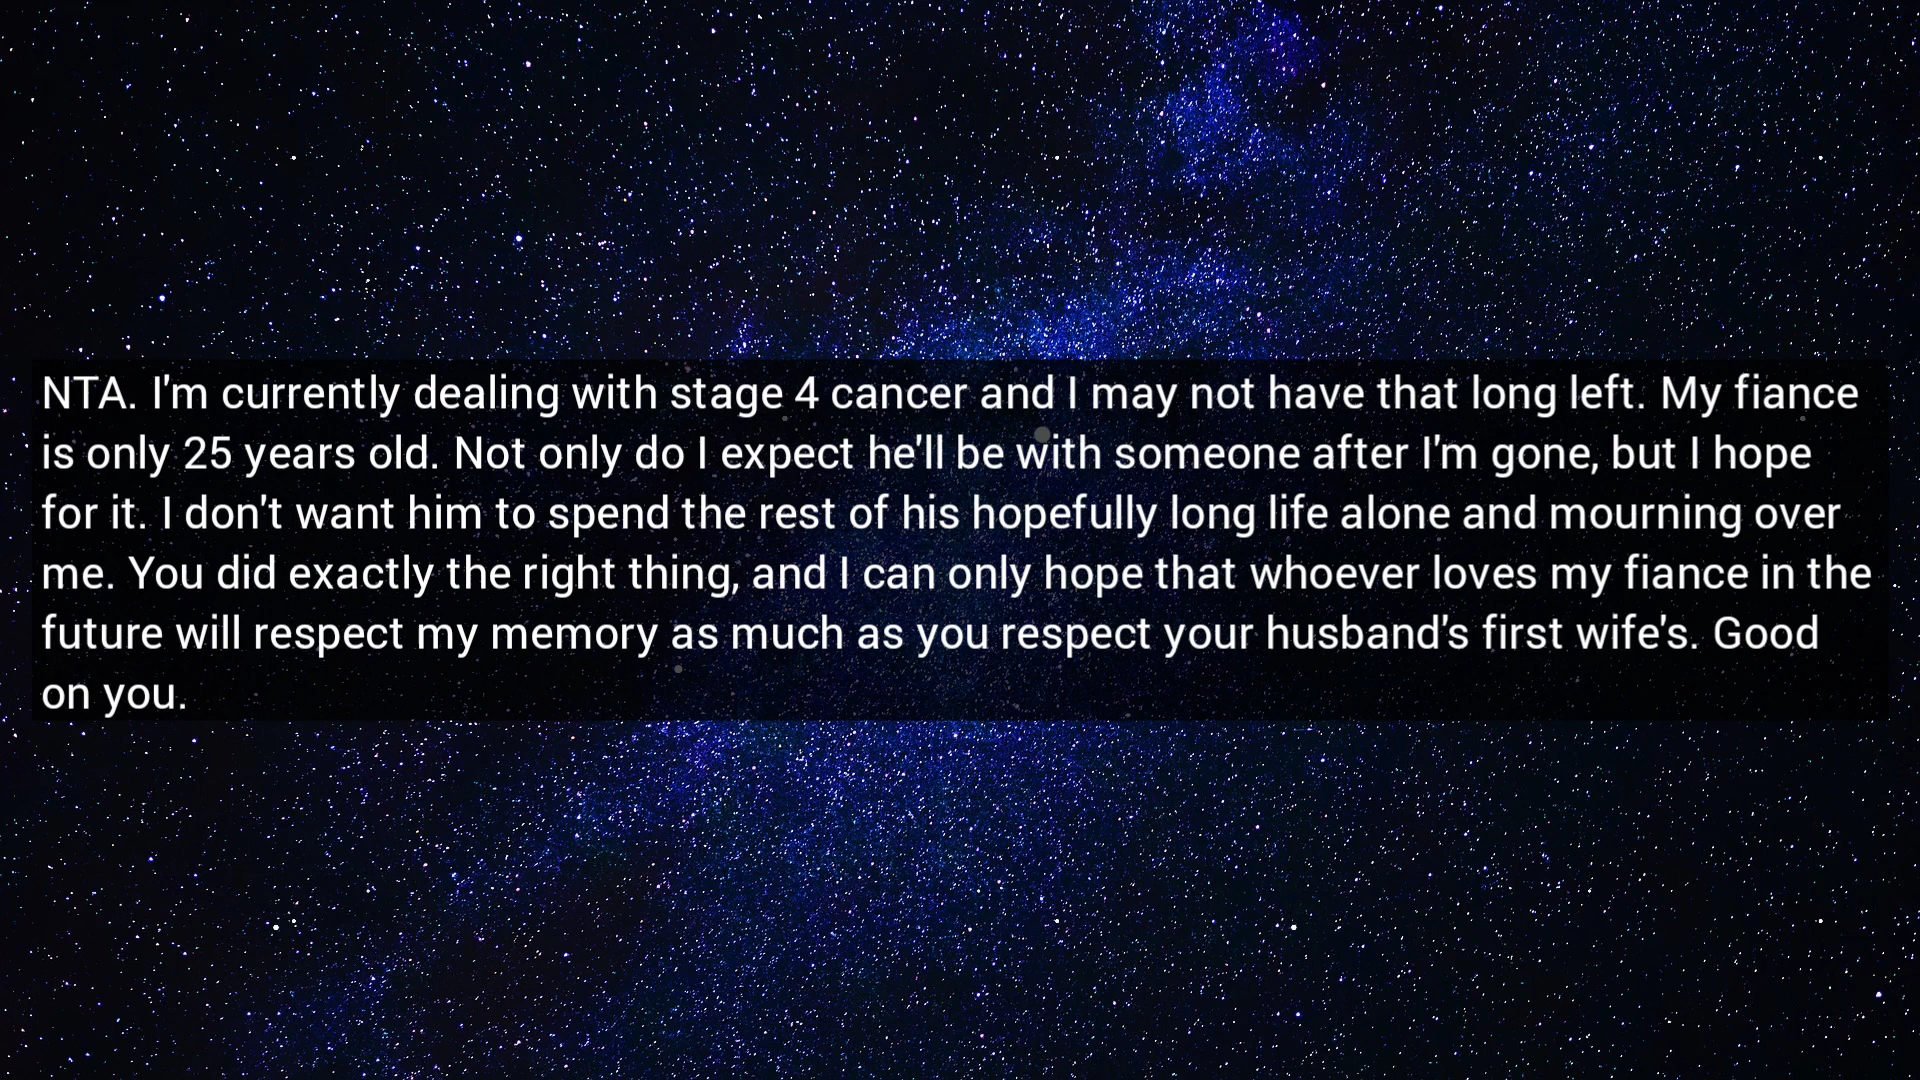 NTA. I'm currently dealing with stage 4 cancer and I may not have that long left. My fiance
is only 25 years old. Not only do I expect he'll be with someone after I'm gone, but I hope
for it. I don't want him to spend the rest of his hopefully long life alone and mourning over
me. You did exactly the right thing, and I can only hope that whoever loves my fiance in the
future will respect my memory as much as you respect your husband's first wife's. Good
on you.